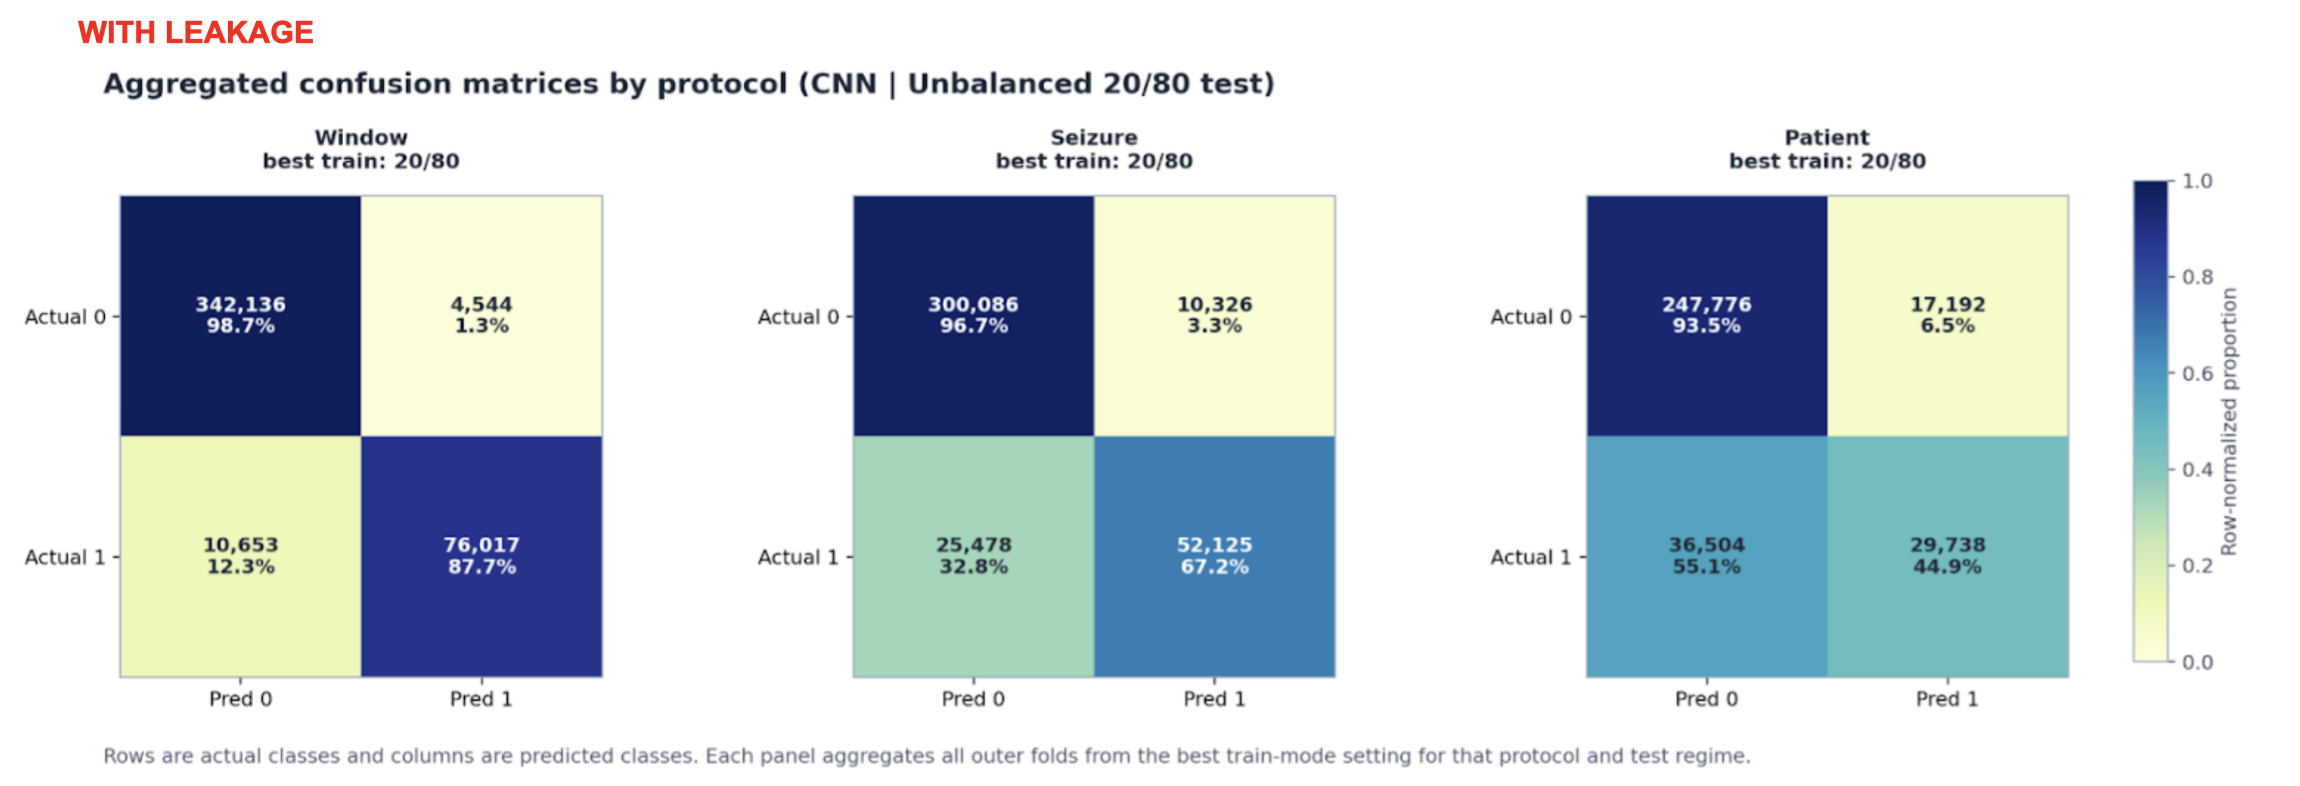 WITH LEAKAGE
Aggregated confusion matrices by protocol (CNN | Unbalanced 20/80 test)
Window
best train: 20/80
Actual 0
342,136
98.7%
4,544
1.3%
Actual 1
10,653
12.3%
76,017
87.7%
Pred 0
Pred 1
Seizure
best train: 20/80
Actual 0
300,086
96.7%
10,326
3.3%
Actual 1
25,478
32.8%
52,125
67.2%
Pred 0
Pred 1
Patient
best train: 20/80
Actual 0
247,776
93.5%
17,192
6.5%
Actual 1
36,504
55.1%
29,738
44.9%
Pred 0
Pred 1
1.0
0.8
0.6
0.4
0.2
0.0
Row-normalized proportion
Rows are actual classes and columns are predicted classes. Each panel aggregates all outer folds from the best train-mode setting for that protocol and test regime.